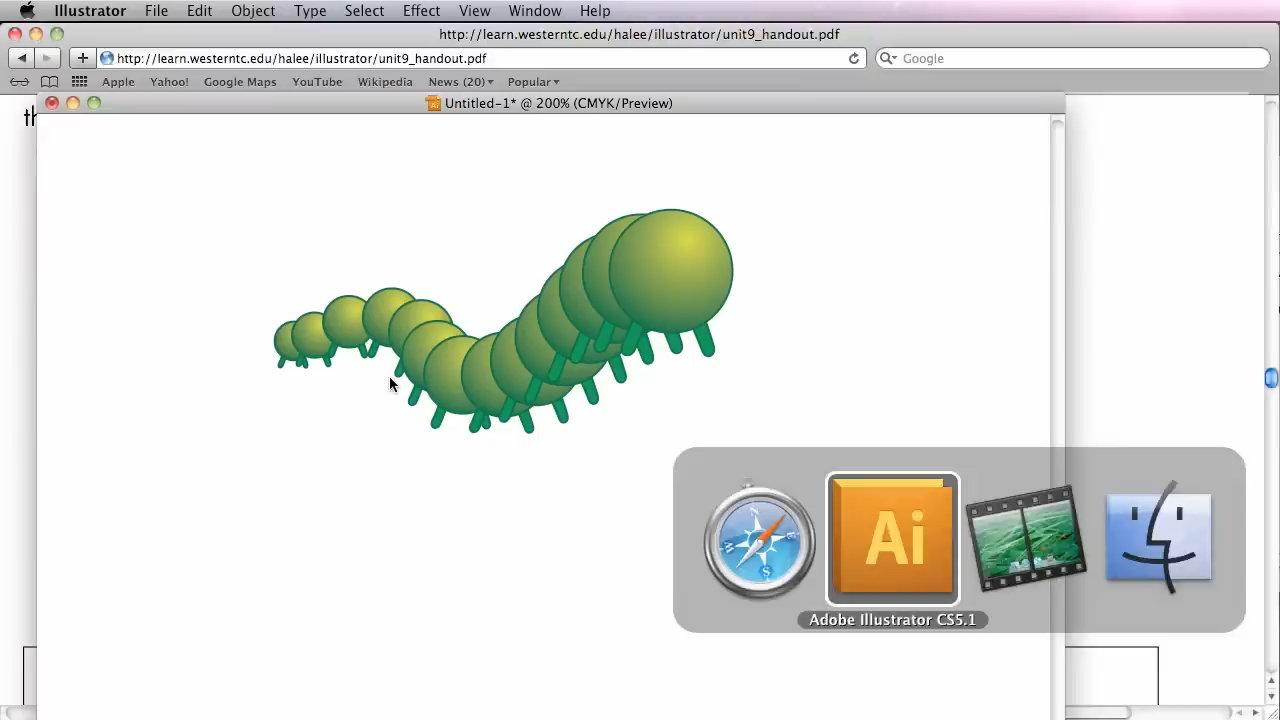 Illustrator File Edit Object Type Select Effect View Window Help
http://learn.westerntc.edu/halee/illustrator/unit9_handout.pdf
http://learn.westerntc.edu/halee/illustrator/unit9_handout.pdf
Google
Apple Yahoo! Google Maps YouTube Wikipedia News (20) Popular
Untitled-1* @ 200% (CMYK/Preview)
th
Ai
Adobe Illustrator CS5.1